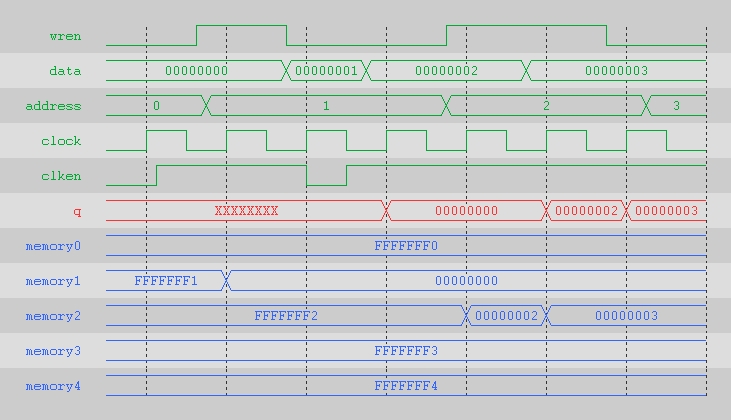 wren
data 00000000 00000001 00000002 00000003
address 0 1 2 3
clock
clken
q XXXXXXXX 00000000 00000002 00000003
memory0 FFFFFFF0
memory1 FFFFFFF1 00000000
memory2 FFFFFFF2 00000002 00000003
memory3 FFFFFFF3
memory4 FFFFFFF4